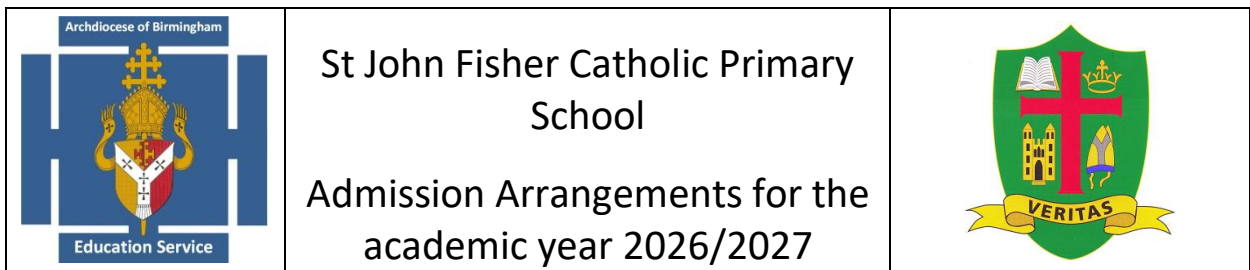 Archdiocese of Birmingham
Education Service
St John Fisher Catholic Primary
School
Admission Arrangements for the
academic year 2026/2027
VERITAS